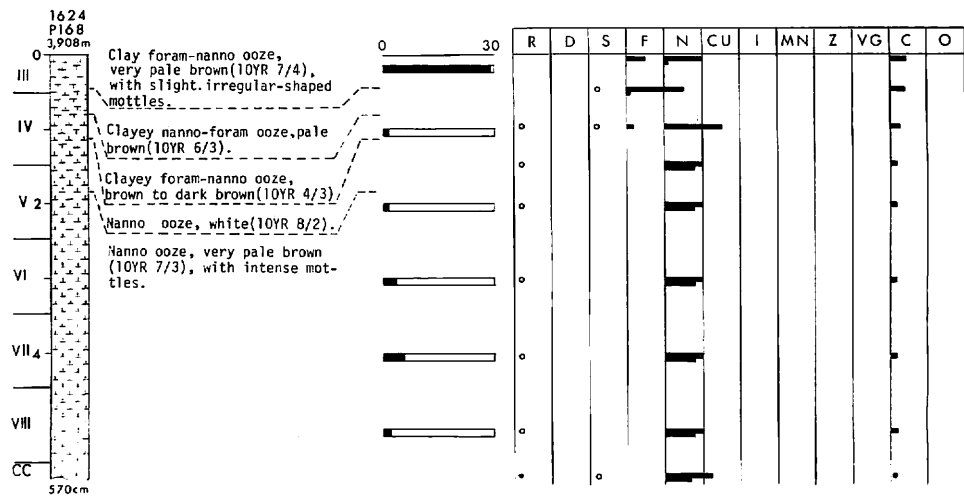 1624
P168
3,908m
0
III
IV
V 2
VI
VII 4
VIII
CC
570cm
Clay foram-nanno ooze,
very pale brown(10YR 7/4),
with slight.irregular-shaped
mottles.
Clayey nanno-foram ooze,pale
brown(10YR 6/3).
Clayey foram-nanno ooze,
brown to dark brown(10YR 4/3)
Nanno ooze, white(10YR 8/2).
Nanno ooze, very pale brown
(10YR 7/3), with intense mot-
tles.
0 30
R D S F N CU I MN Z VG C O